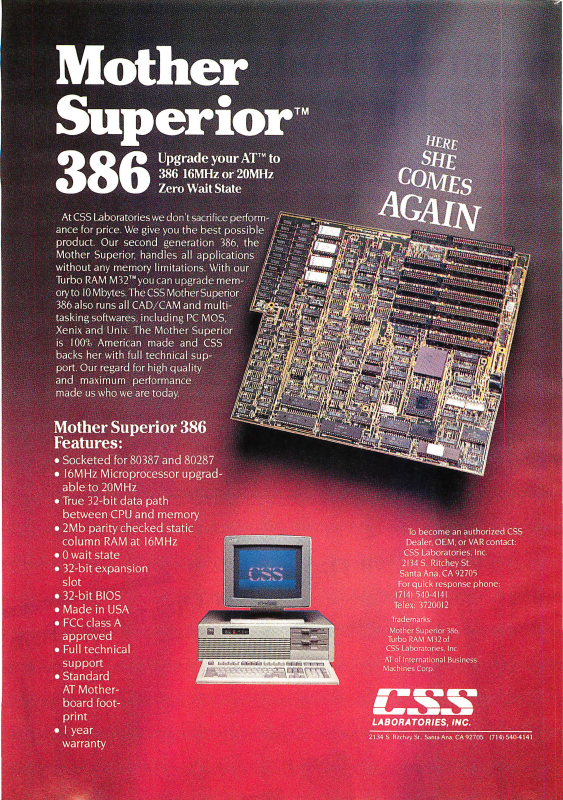 Mother
Superior™
386
Upgrade your AT™ to
386 16MHz or 20MHz
Zero Wait State
HERE
SHE
COMES
AGAIN
At CSS Laboratories we don't sacrifice perform-
ance for price. We give you the best possible
product. Our second generation 386, the
Mother Superior, handles all applications
without any memory limitations. With our
Turbo RAM M32™ you can upgrade mem-
ory to 10 Mbytes. The CSS Mother Superior
386 also runs all CAD/CAM and multi-
tasking softwares, including PC MOS,
Xenix and Unix. The Mother Superior
is 100% American made and CSS
backs her with full technical sup-
port. Our regard for high quality
and maximum performance
made us who we are today.
Mother Superior 386
Features:
• Socketed for 80387 and 80287
• 16MHz Microprocessor upgrad-
able to 20MHz
• True 32-bit data path
between CPU and memory
• 2Mb parity checked static
column RAM at 16MHz
• 0 wait state
• 32-bit expansion
slot
• 32-bit BIOS
• Made in USA
• FCC class A
approved
• Full technical
support
• Standard
AT Mother-
board foot-
print
• 1 year
warranty
CSS
To become an authorized CSS
Dealer, OEM, or VAR contact:
CSS Laboratories, Inc.
2134 S. Ritchey St.
Santa Ana, CA 92705
For quick response phone:
(714) 540-4141
Telex: 3720012
Trademarks:
Mother Superior 386,
Turbo RAM M32 of
CSS Laboratories, Inc.
AT of International Business
Machines Corp.
CSS
LABORATORIES, INC.
2134 S. Ritchey St., Santa Ana, CA 92705 (714) 540-4141